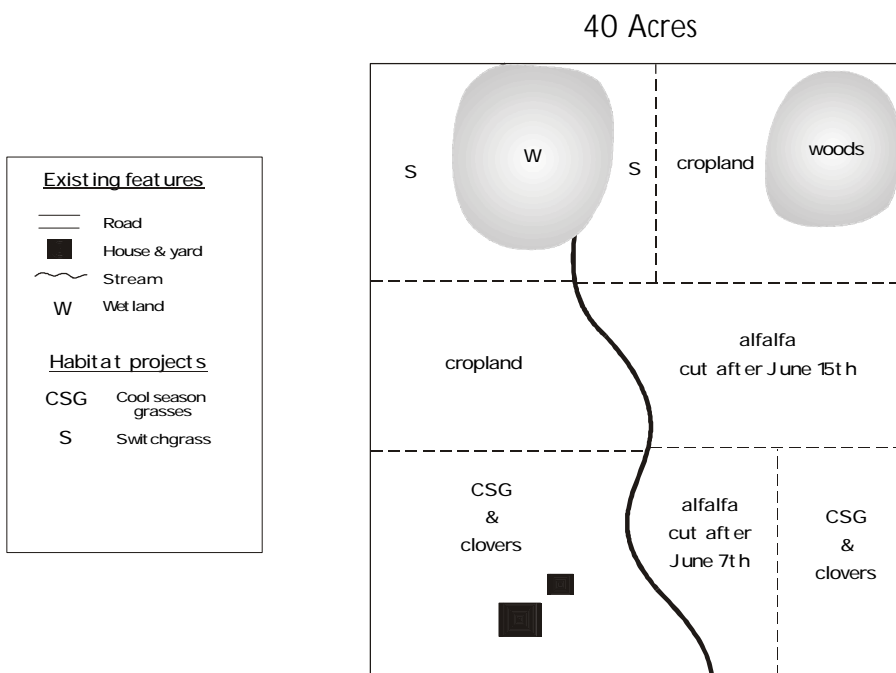 40 Acres
Existing features
Road
House & yard
Stream
W Wetland
Habitat projects
CSG Cool season
grasses
S Switchgrass
S
W
S
cropland
woods
cropland
alfalfa
cut after June 15th
CSG
&
clovers
alfalfa
cut after
June 7th
CSG
&
clovers